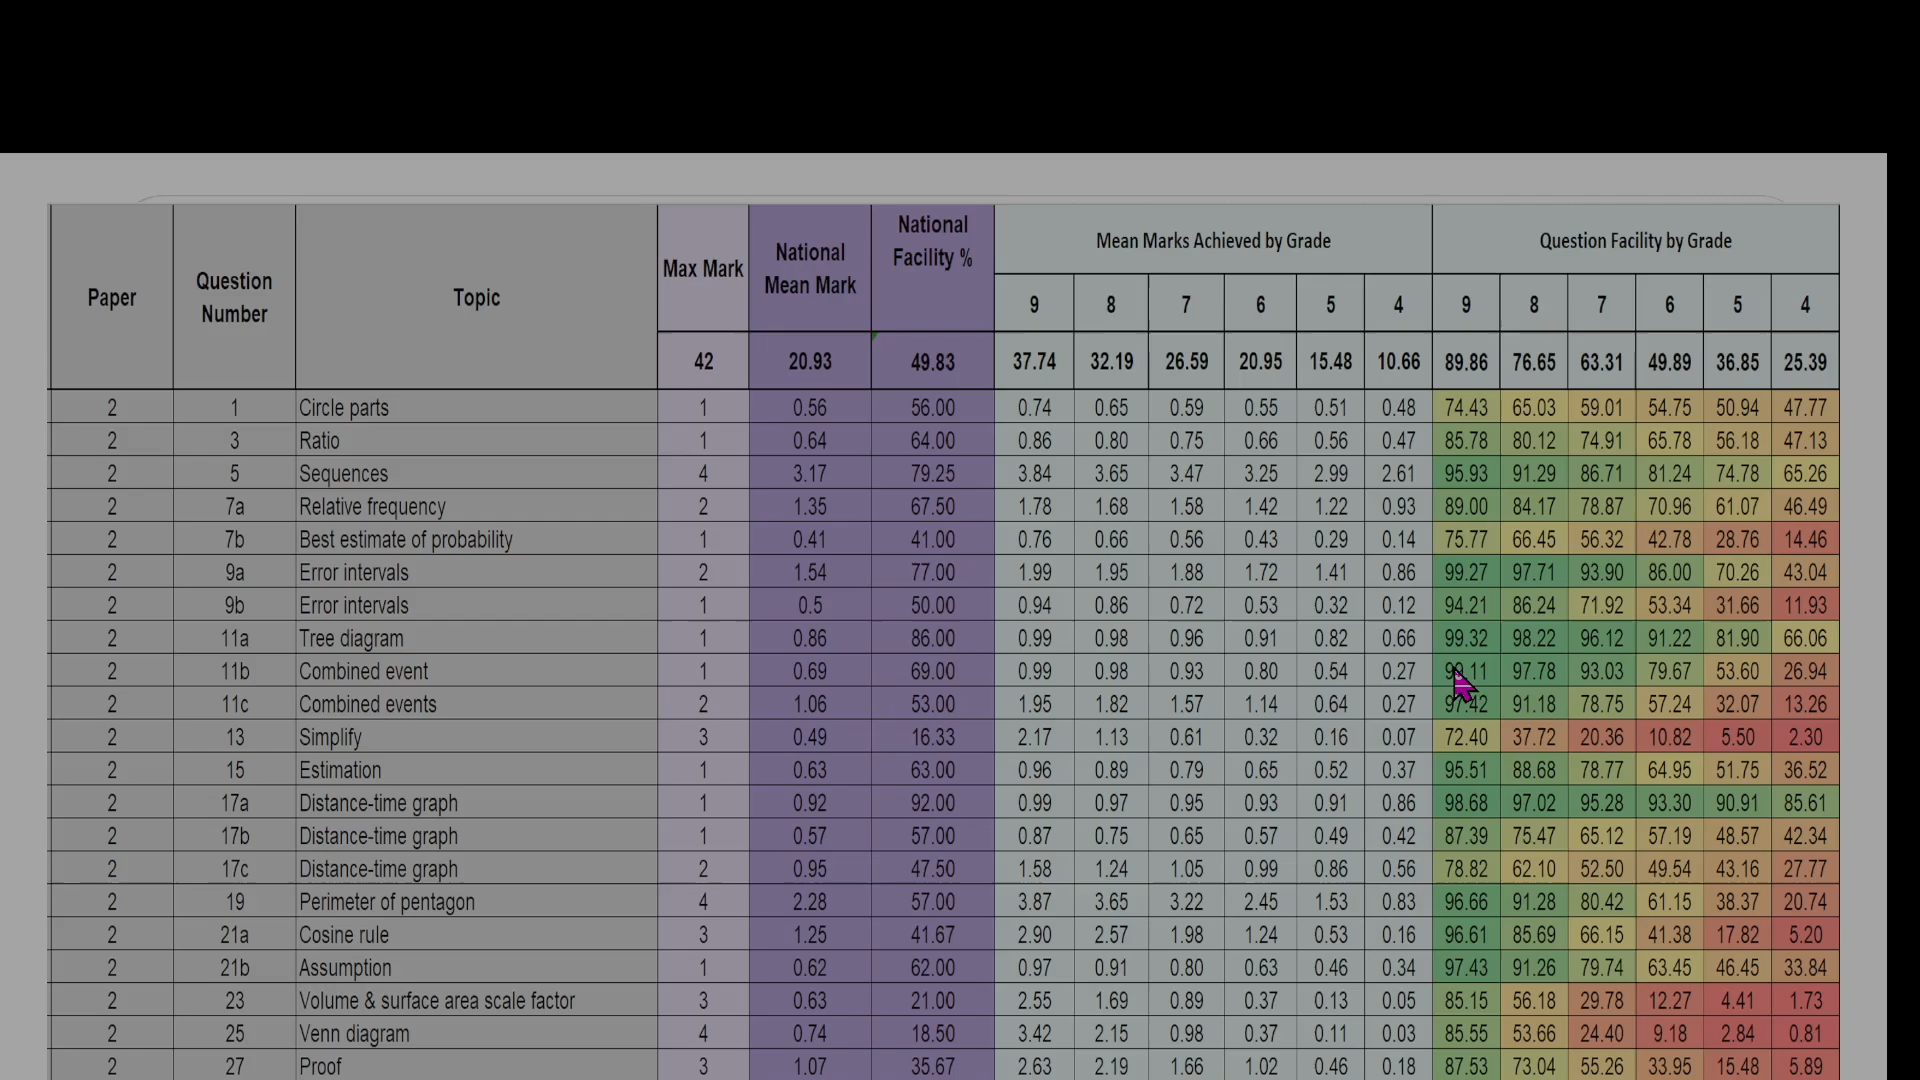 Paper Question Number Topic Max Mark National Mean Mark National Facility % Mean Marks Achieved by Grade Question Facility by Grade
9 8 7 6 5 4 9 8 7 6 5 4
42 20.93 49.83 37.74 32.19 26.59 20.95 15.48 10.66 89.86 76.65 63.31 49.89 36.85 25.39
2 1 Circle parts 1 0.56 56.00 0.74 0.65 0.59 0.55 0.51 0.48 74.43 65.03 59.01 54.75 50.94 47.77
2 3 Ratio 1 0.64 64.00 0.86 0.80 0.75 0.66 0.56 0.47 85.78 80.12 74.91 65.78 56.18 47.13
2 5 Sequences 4 3.17 79.25 3.84 3.65 3.47 3.25 2.99 2.61 95.93 91.29 86.71 81.24 74.78 65.26
2 7a Relative frequency 2 1.35 67.50 1.78 1.68 1.58 1.42 1.22 0.93 89.00 84.17 78.87 70.96 61.07 46.49
2 7b Best estimate of probability 1 0.41 41.00 0.76 0.66 0.56 0.43 0.29 0.14 75.77 66.45 56.32 42.78 28.76 14.46
2 9a Error intervals 2 1.54 77.00 1.99 1.95 1.88 1.72 1.41 0.86 99.27 97.71 93.90 86.00 70.26 43.04
2 9b Error intervals 1 0.5 50.00 0.94 0.86 0.72 0.53 0.32 0.12 94.21 86.24 71.92 53.34 31.66 11.93
2 11a Tree diagram 1 0.86 86.00 0.99 0.98 0.96 0.91 0.82 0.66 99.32 98.22 96.12 91.22 81.90 66.06
2 11b Combined event 1 0.69 69.00 0.99 0.98 0.93 0.80 0.54 0.27 99.11 97.78 93.03 79.67 53.60 26.94
2 11c Combined events 2 1.06 53.00 1.95 1.82 1.57 1.14 0.64 0.27 97.42 91.18 78.75 57.24 32.07 13.26
2 13 Simplify 3 0.49 16.33 2.17 1.13 0.61 0.32 0.16 0.07 72.40 37.72 20.36 10.82 5.50 2.30
2 15 Estimation 1 0.63 63.00 0.96 0.89 0.79 0.65 0.52 0.37 95.51 88.68 78.77 64.95 51.75 36.52
2 17a Distance-time graph 1 0.92 92.00 0.99 0.97 0.95 0.93 0.91 0.86 98.68 97.02 95.28 93.30 90.91 85.61
2 17b Distance-time graph 1 0.57 57.00 0.87 0.75 0.65 0.57 0.49 0.42 87.39 75.47 65.12 57.19 48.57 42.34
2 17c Distance-time graph 2 0.95 47.50 1.58 1.24 1.05 0.99 0.86 0.56 78.82 62.10 52.50 49.54 43.16 27.77
2 19 Perimeter of pentagon 4 2.28 57.00 3.87 3.65 3.22 2.45 1.53 0.83 96.66 91.28 80.42 61.15 38.37 20.74
2 21a Cosine rule 3 1.25 41.67 2.90 2.57 1.98 1.24 0.53 0.16 96.61 85.69 66.15 41.38 17.82 5.20
2 21b Assumption 1 0.62 62.00 0.97 0.91 0.80 0.63 0.46 0.34 97.43 91.26 79.74 63.45 46.45 33.84
2 23 Volume & surface area scale factor 3 0.63 21.00 2.55 1.69 0.89 0.37 0.13 0.05 85.15 56.18 29.78 12.27 4.41 1.73
2 25 Venn diagram 4 0.74 18.50 3.42 2.15 0.98 0.37 0.11 0.03 85.55 53.66 24.40 9.18 2.84 0.81
2 27 Proof 3 1.07 35.67 2.63 2.19 1.66 1.02 0.46 0.18 87.53 73.04 55.26 33.95 15.48 5.89